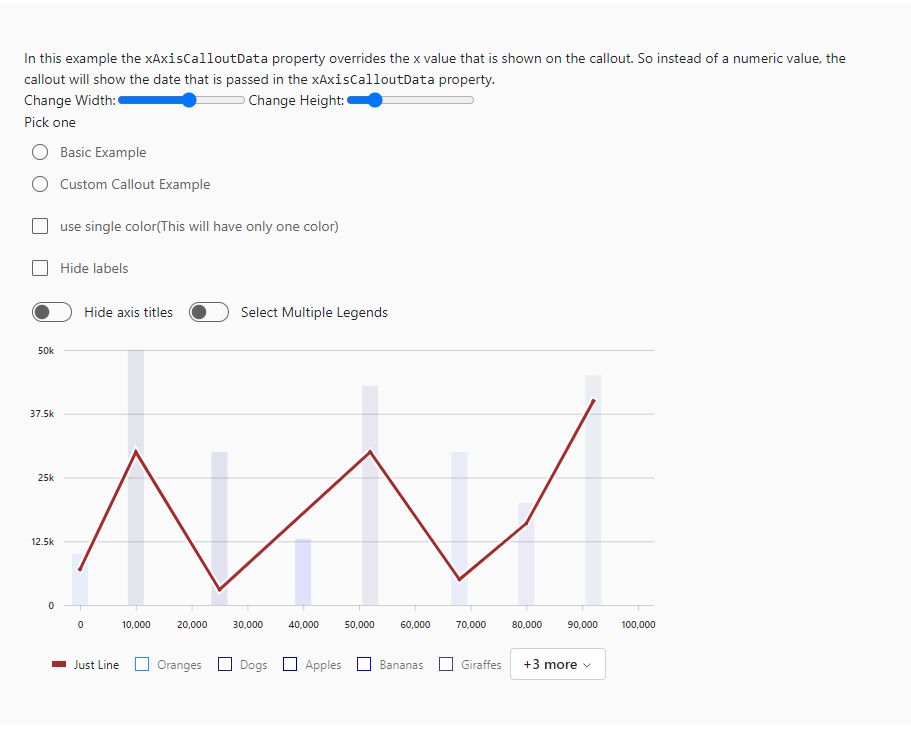 In this example the xAxisCalloutData property overrides the x value that is shown on the callout. So instead of a numeric value, the
callout will show the date that is passed in the xAxisCalloutData property.
Change Width: Change Height:
Pick one
Basic Example
Custom Callout Example
use single color(This will have only one color)
Hide labels
Hide axis titles Select Multiple Legends
50k
37.5k
25k
12.5k
0
0 10,000 20,000 30,000 40,000 50,000 60,000 70,000 80,000 90,000 100,000
Just Line Oranges Dogs Apples Bananas Giraffes +3 more